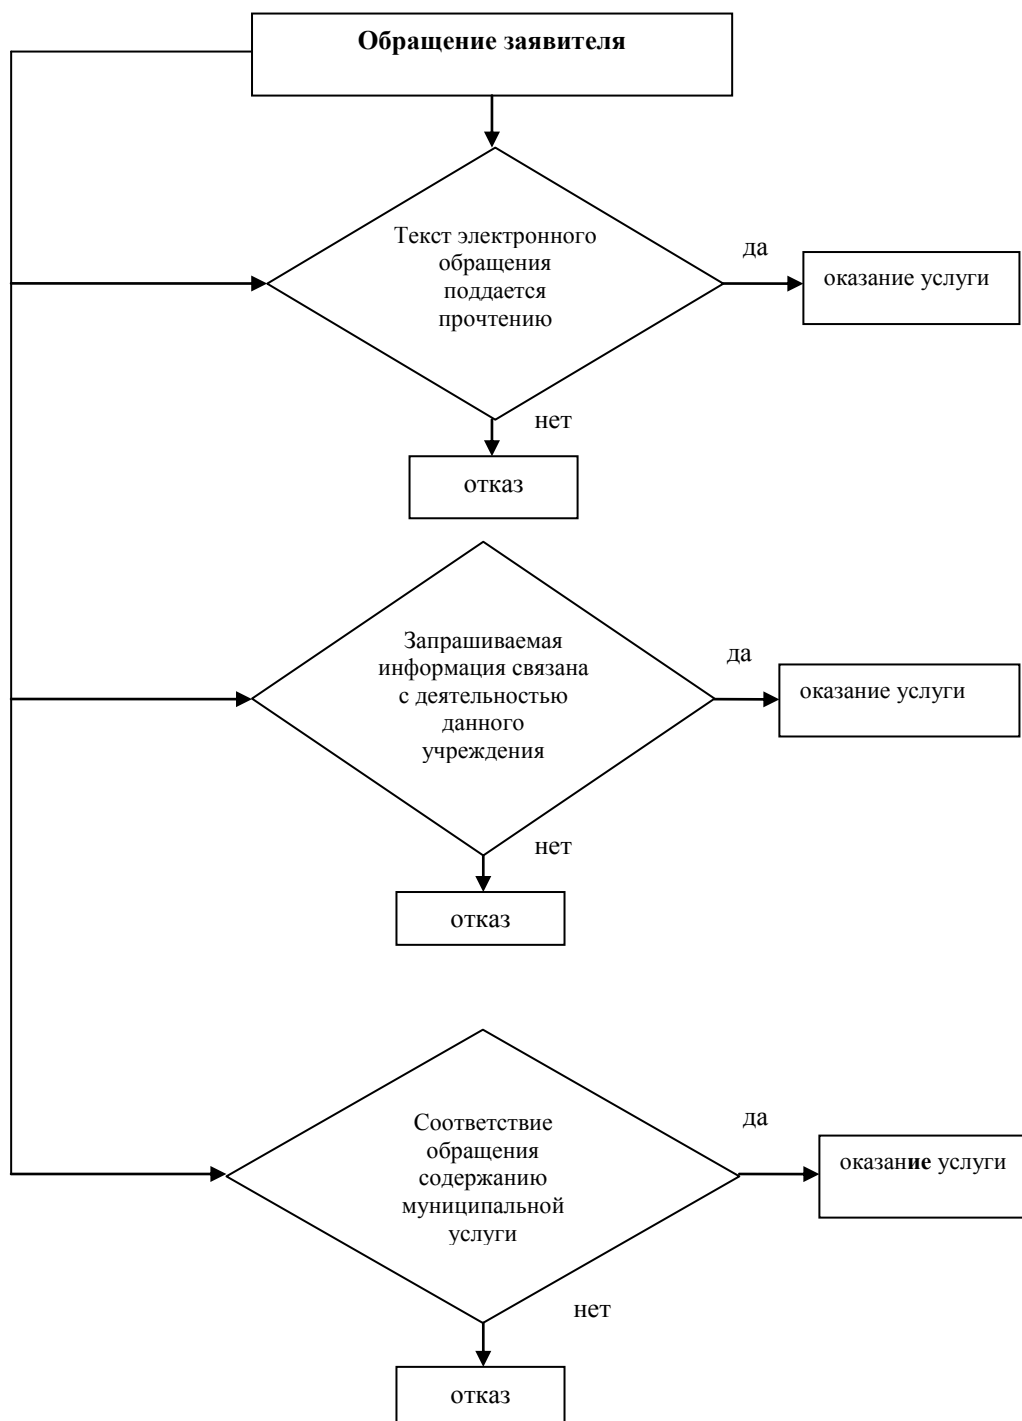 Обращение заявителя
Текст электронного
обращения
поддается
прочтению
да
оказание услуги
нет
отказ
Запрашиваемая
информация связана
с деятельностью
данного
учреждения
да
оказание услуги
нет
отказ
Соответствие
обращения
содержанию
муниципальной
услуги
да
оказание услуги
нет
отказ